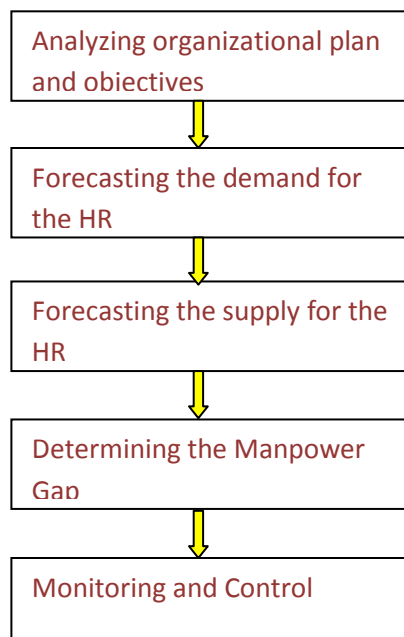 Analyzing organizational plan
and objectives
Forecasting the demand for
the HR
Forecasting the supply for the
HR
Determining the Manpower
Gap
Monitoring and Control